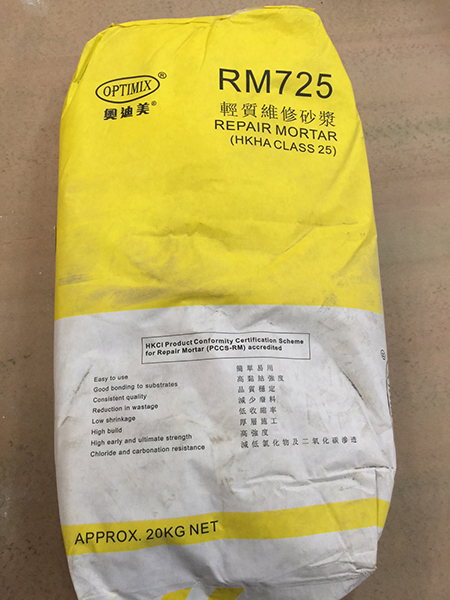 OPTIMIX®
奧迪美®
RM725
輕質維修砂漿
REPAIR MORTAR
(HKHA CLASS 25)
HKCI Product Conformity Certification Scheme
for Repair Mortar (PCCS-RM) accredited
Easy to use
Good bonding to substrates
Consistent quality
Reduction in wastage
Low shrinkage
High build
High early and ultimate strength
Chloride and carbonation resistance
簡單易用
高黏結強度
品質穩定
減少廢料
低收縮率
厚層施工
高強度
減低氯化物及二氧化碳滲透
APPROX. 20KG NET